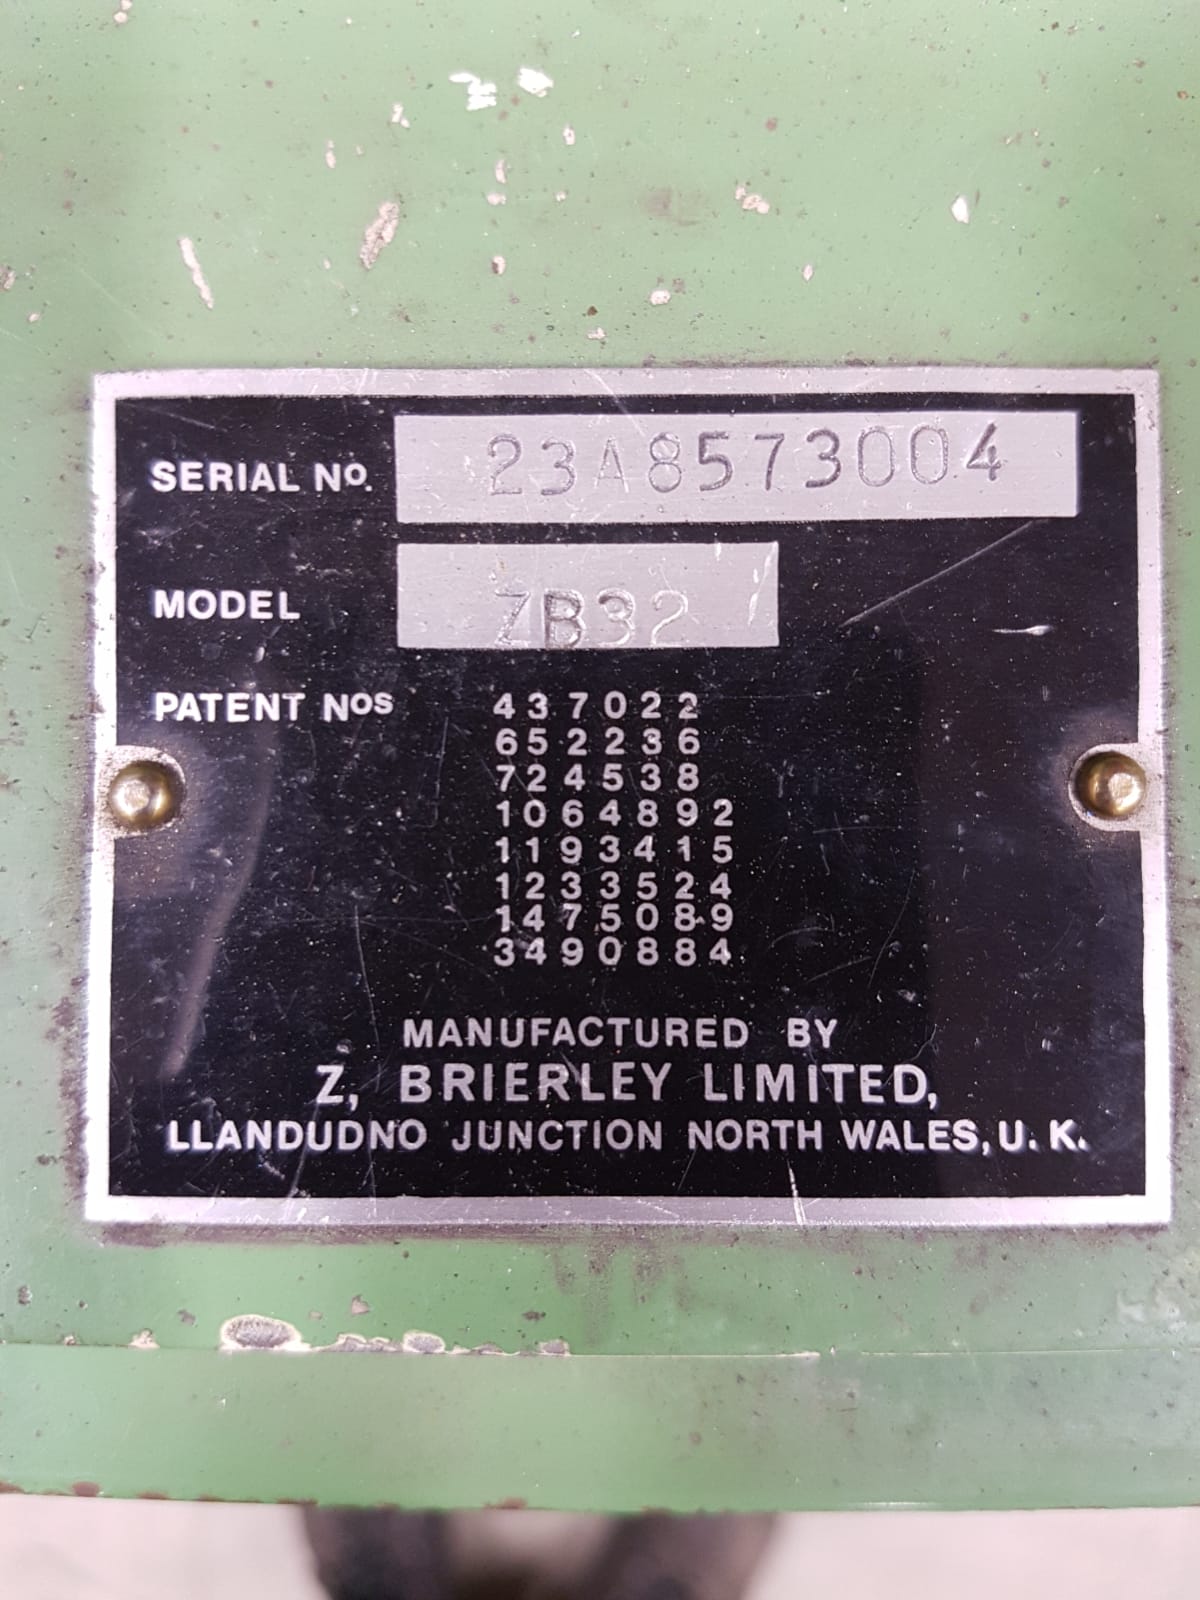 SERIAL No. 23A8573004
MODEL ZB32
PATENT Nos 437022
652236
724538
1064892
1193415
1233524
1475089
3490884
MANUFACTURED BY
Z, BRIERLEY LIMITED,
LLANDUDNO JUNCTION NORTH WALES, U. K.